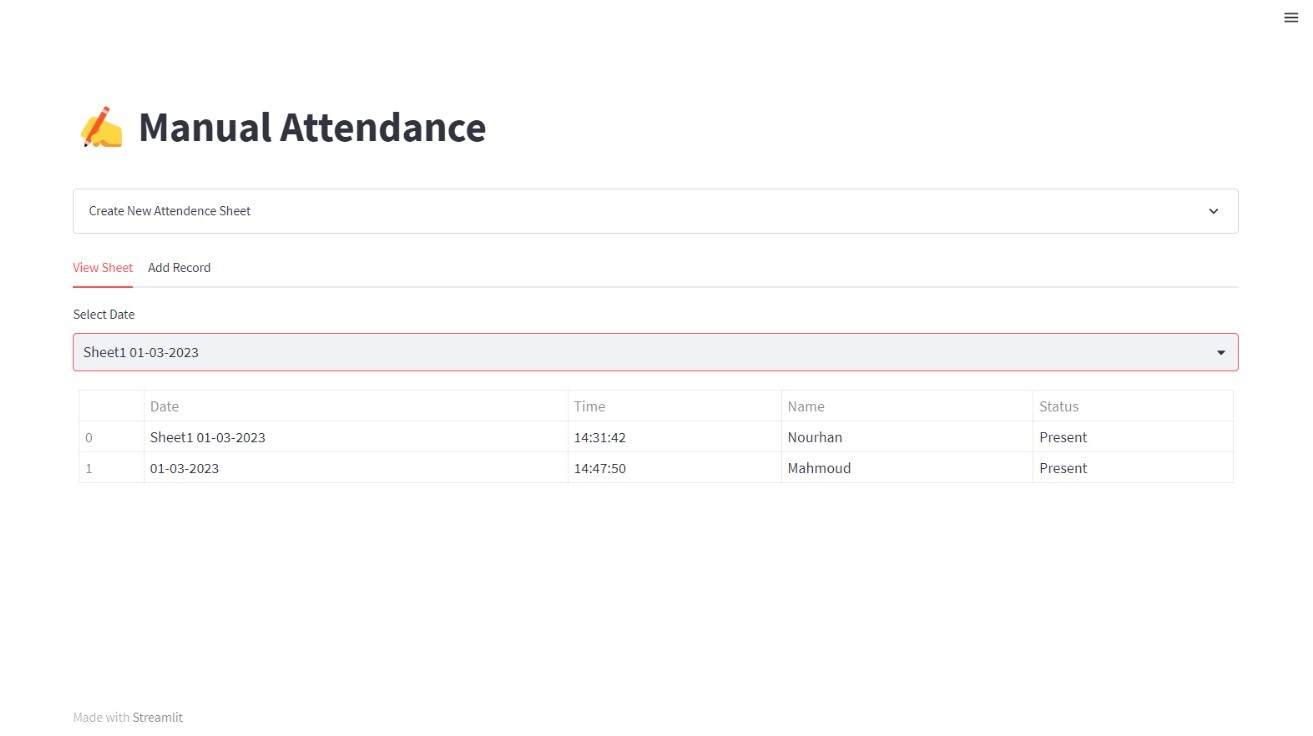 Manual Attendance
Create New Attendence Sheet
View Sheet Add Record
Select Date
Sheet1 01-03-2023
Date Time Name Status
0 Sheet1 01-03-2023 14:31:42 Nourhan Present
1 01-03-2023 14:47:50 Mahmoud Present
Made with Streamlit